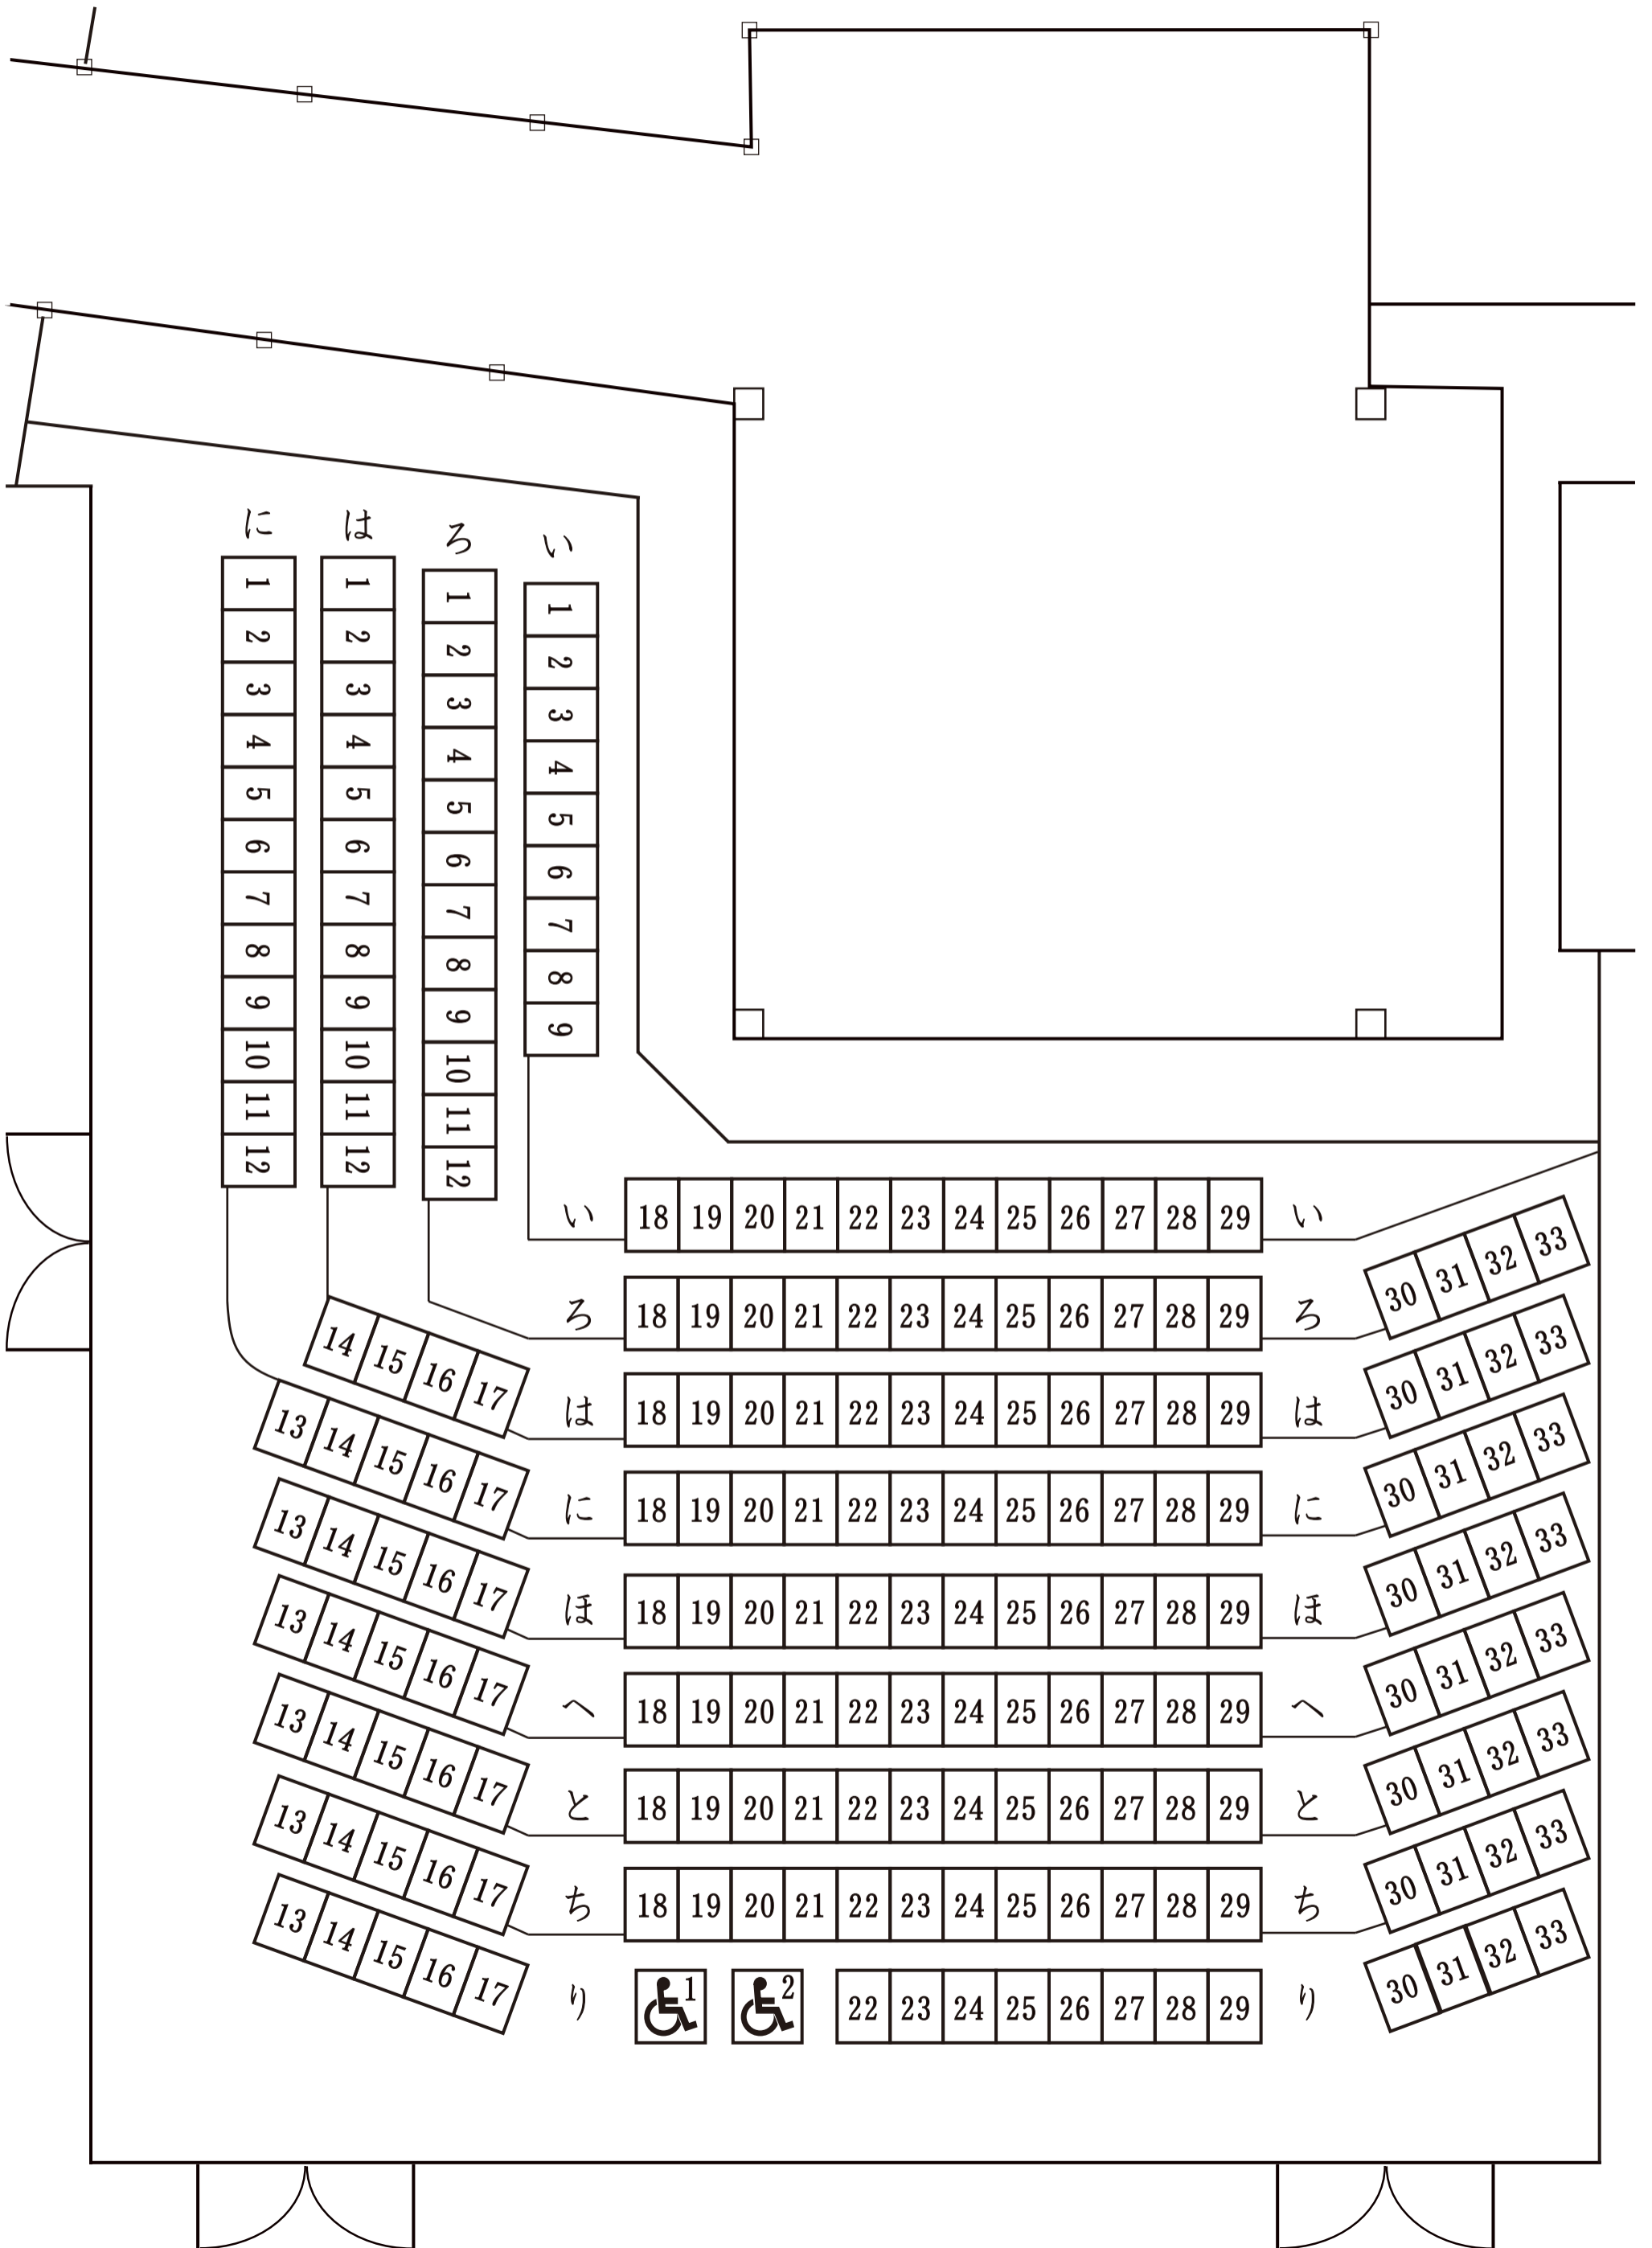 に
1 2 3 4 5 6 7 8 9 10 11 12
は
1 2 3 4 5 6 7 8 9 10 11 12
ろ
1 2 3 4 5 6 7 8 9 10 11 12
い
1 2 3 4 5 6 7 8 9
い 18 19 20 21 22 23 24 25 26 27 28 29 い
ろ 18 19 20 21 22 23 24 25 26 27 28 29 ろ 30 31 32 33
14 15 16 17 は 18 19 20 21 22 23 24 25 26 27 28 29 は 30 31 32 33
13 14 15 16 17 に 18 19 20 21 22 23 24 25 26 27 28 29 に 30 31 32 33
13 14 15 16 17 ほ 18 19 20 21 22 23 24 25 26 27 28 29 ほ 30 31 32 33
13 14 15 16 17 へ 18 19 20 21 22 23 24 25 26 27 28 29 へ 30 31 32 33
13 14 15 16 17 と 18 19 20 21 22 23 24 25 26 27 28 29 と 30 31 32 33
13 14 15 16 17 ち 18 19 20 21 22 23 24 25 26 27 28 29 ち 30 31 32 33
13 14 15 16 17 り 1 2 22 23 24 25 26 27 28 29 り 30 31 32 33